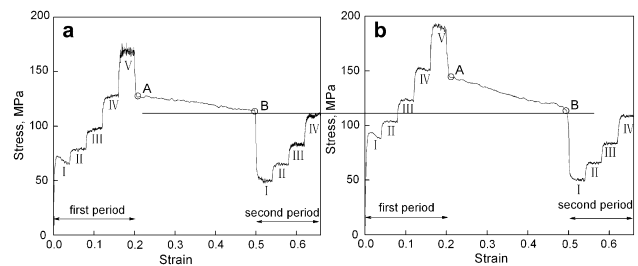 a
200
150
100
50
0
Stress, MPa
I
II
III
IV
V
A
B
I
II
III
IV
first period
second period
0.0 0.1 0.2 0.3 0.4 0.5 0.6
Strain
b
200
150
100
50
0
Stress, MPa
I
II
III
IV
V
A
B
I
II
III
IV
first period
second period
0.0 0.1 0.2 0.3 0.4 0.5 0.6
Strain